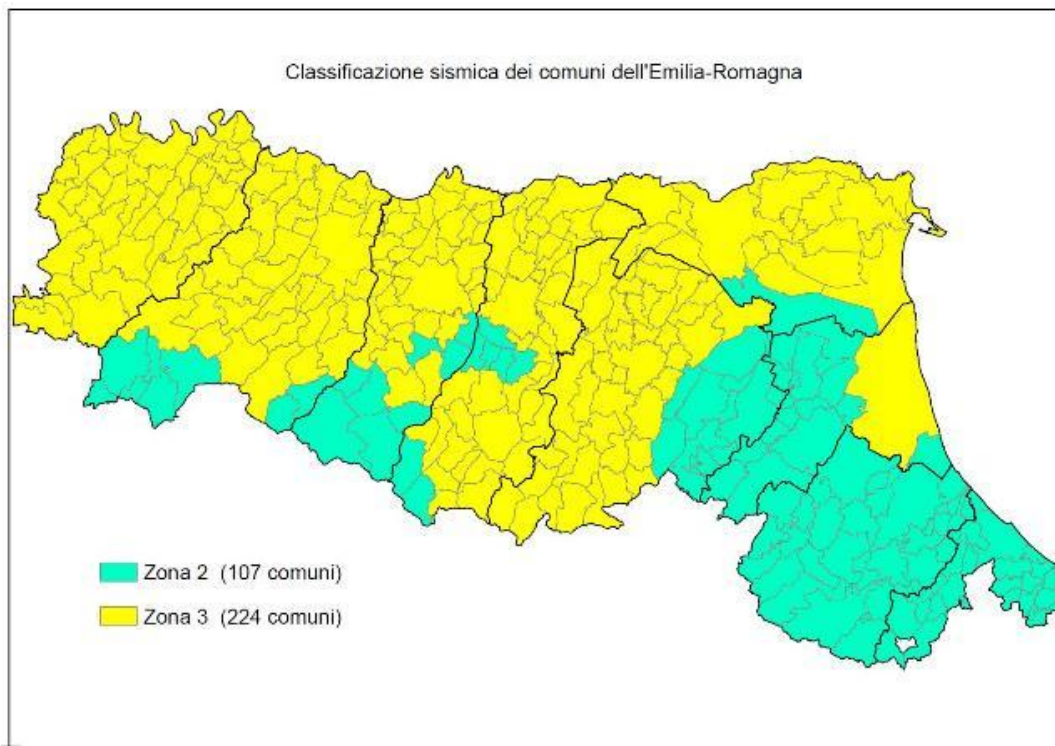 Classificazione sismica dei comuni dell'Emilia-Romagna
Zona 2 (107 comuni)
Zona 3 (224 comuni)